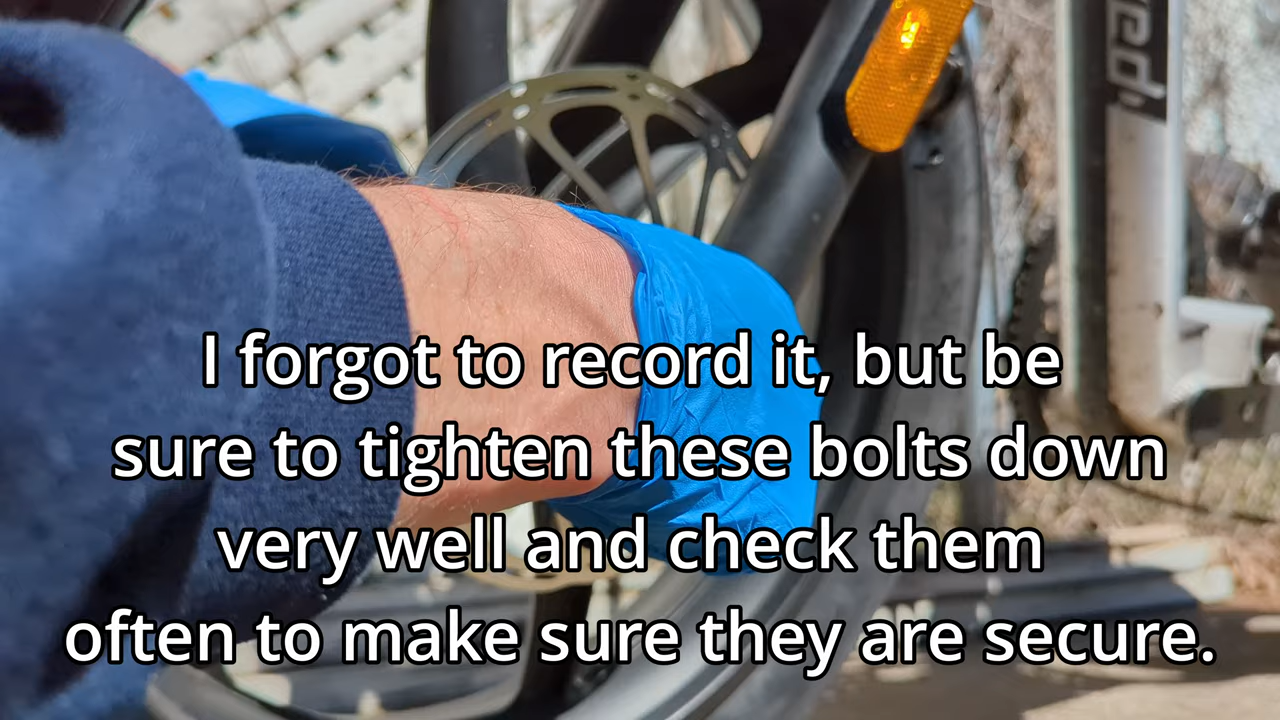 I forgot to record it, but be
sure to tighten these bolts down
very well and check them
often to make sure they are secure.